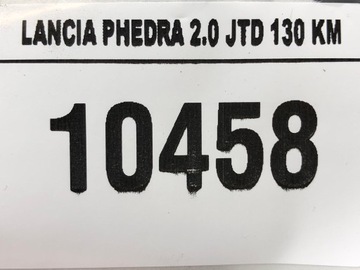 LANCIA PHEDRA 2.0 JTD 130 KM
10458